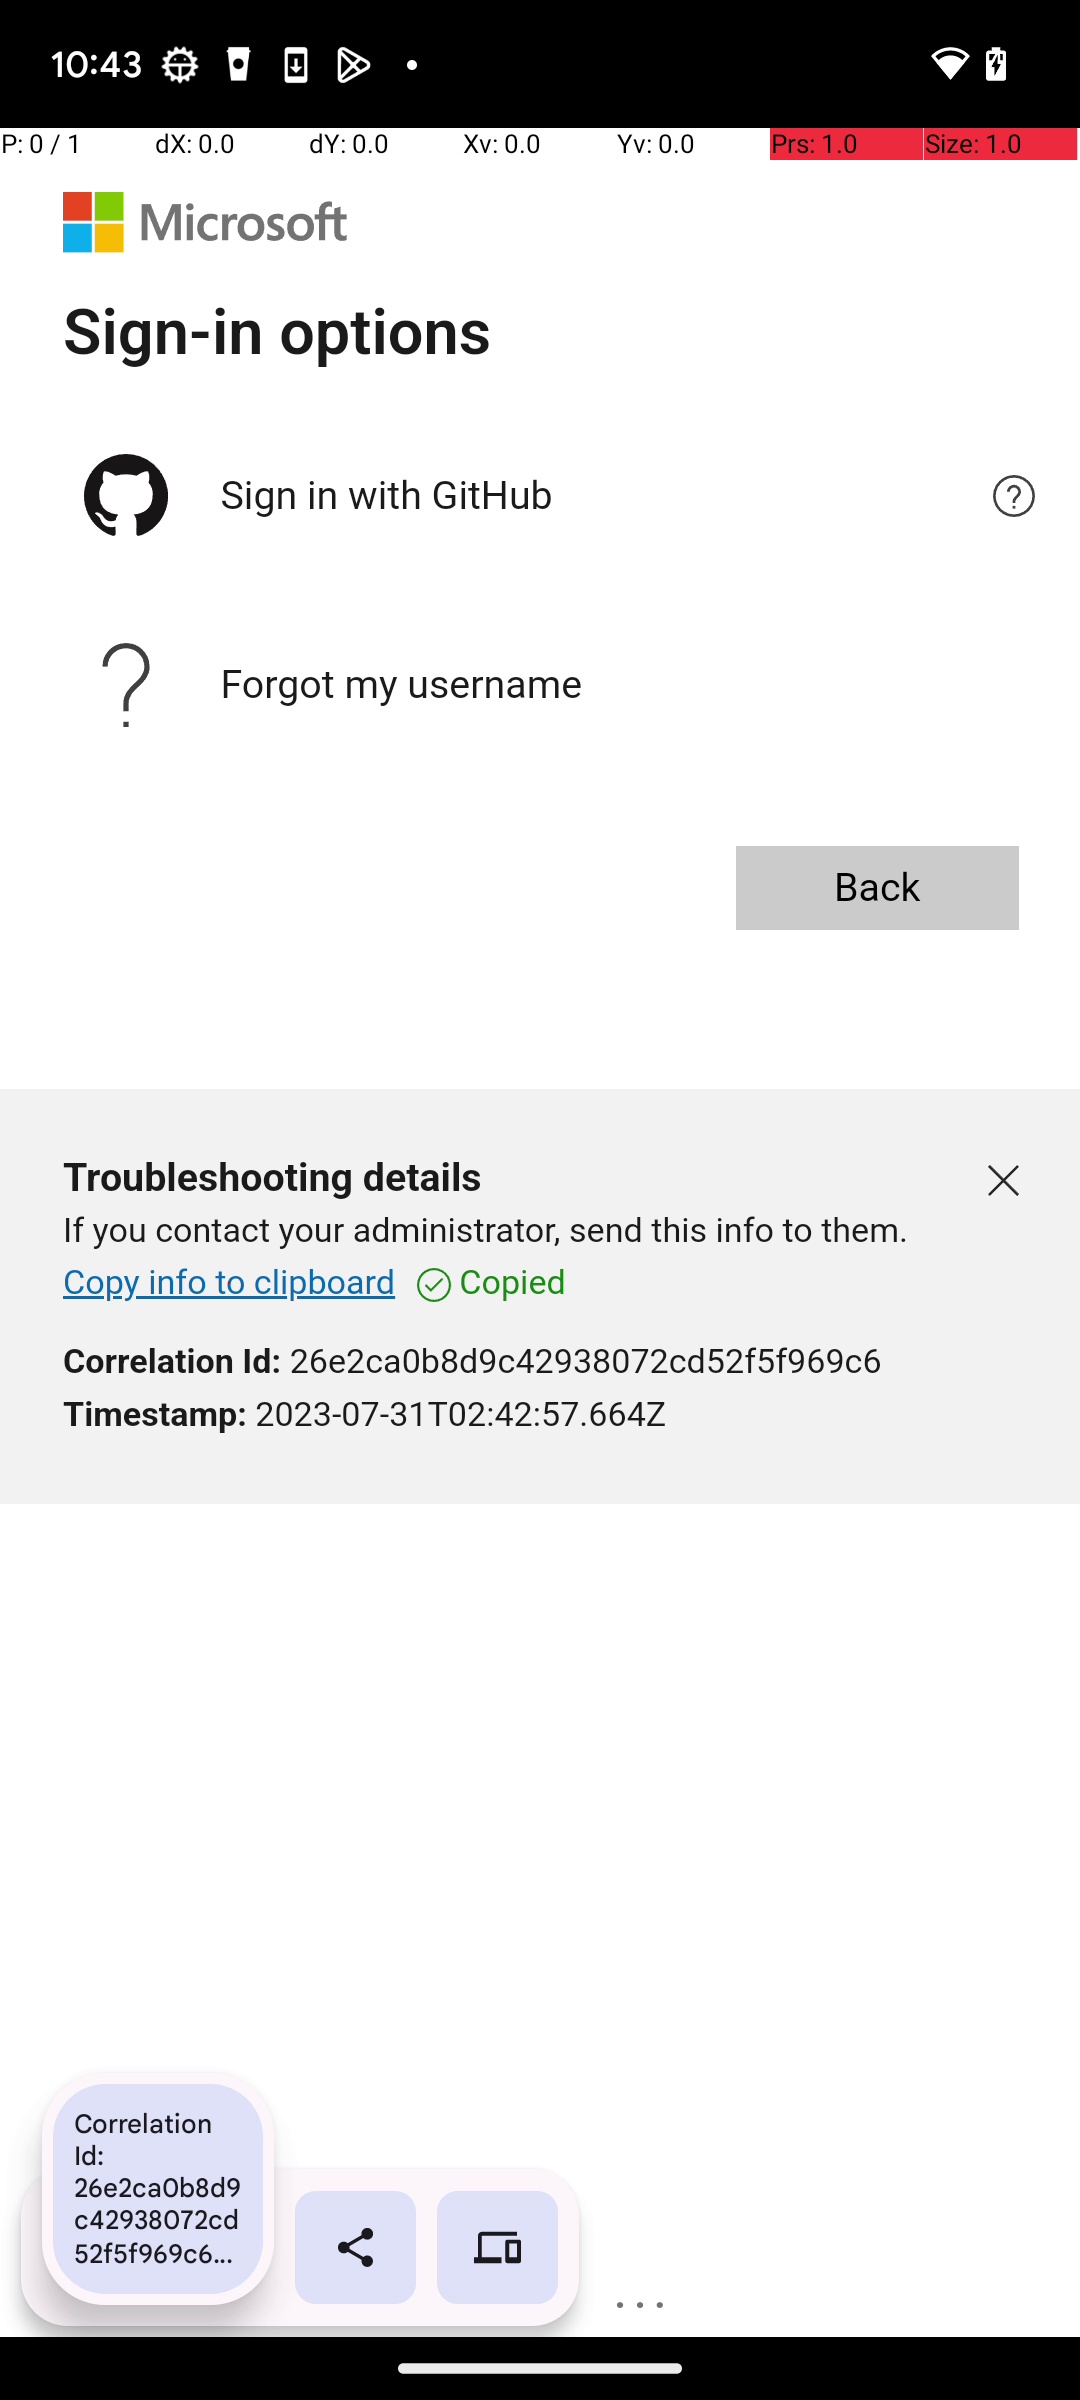 10:43
P: 0 / 1 dX: 0.0 dY: 0.0 Xv: 0.0 Yv: 0.0 Prs: 1.0 Size: 1.0
Microsoft
Sign-in options
Sign in with GitHub
Forgot my username
Back
Troubleshooting details
If you contact your administrator, send this info to them.
Copy info to clipboard Copied
Correlation Id: 26e2ca0b8d9c42938072cd52f5f969c6
Timestamp: 2023-07-31T02:42:57.664Z
Correlation
Id:
26e2ca0b8d9
c42938072cd
52f5f969c6...